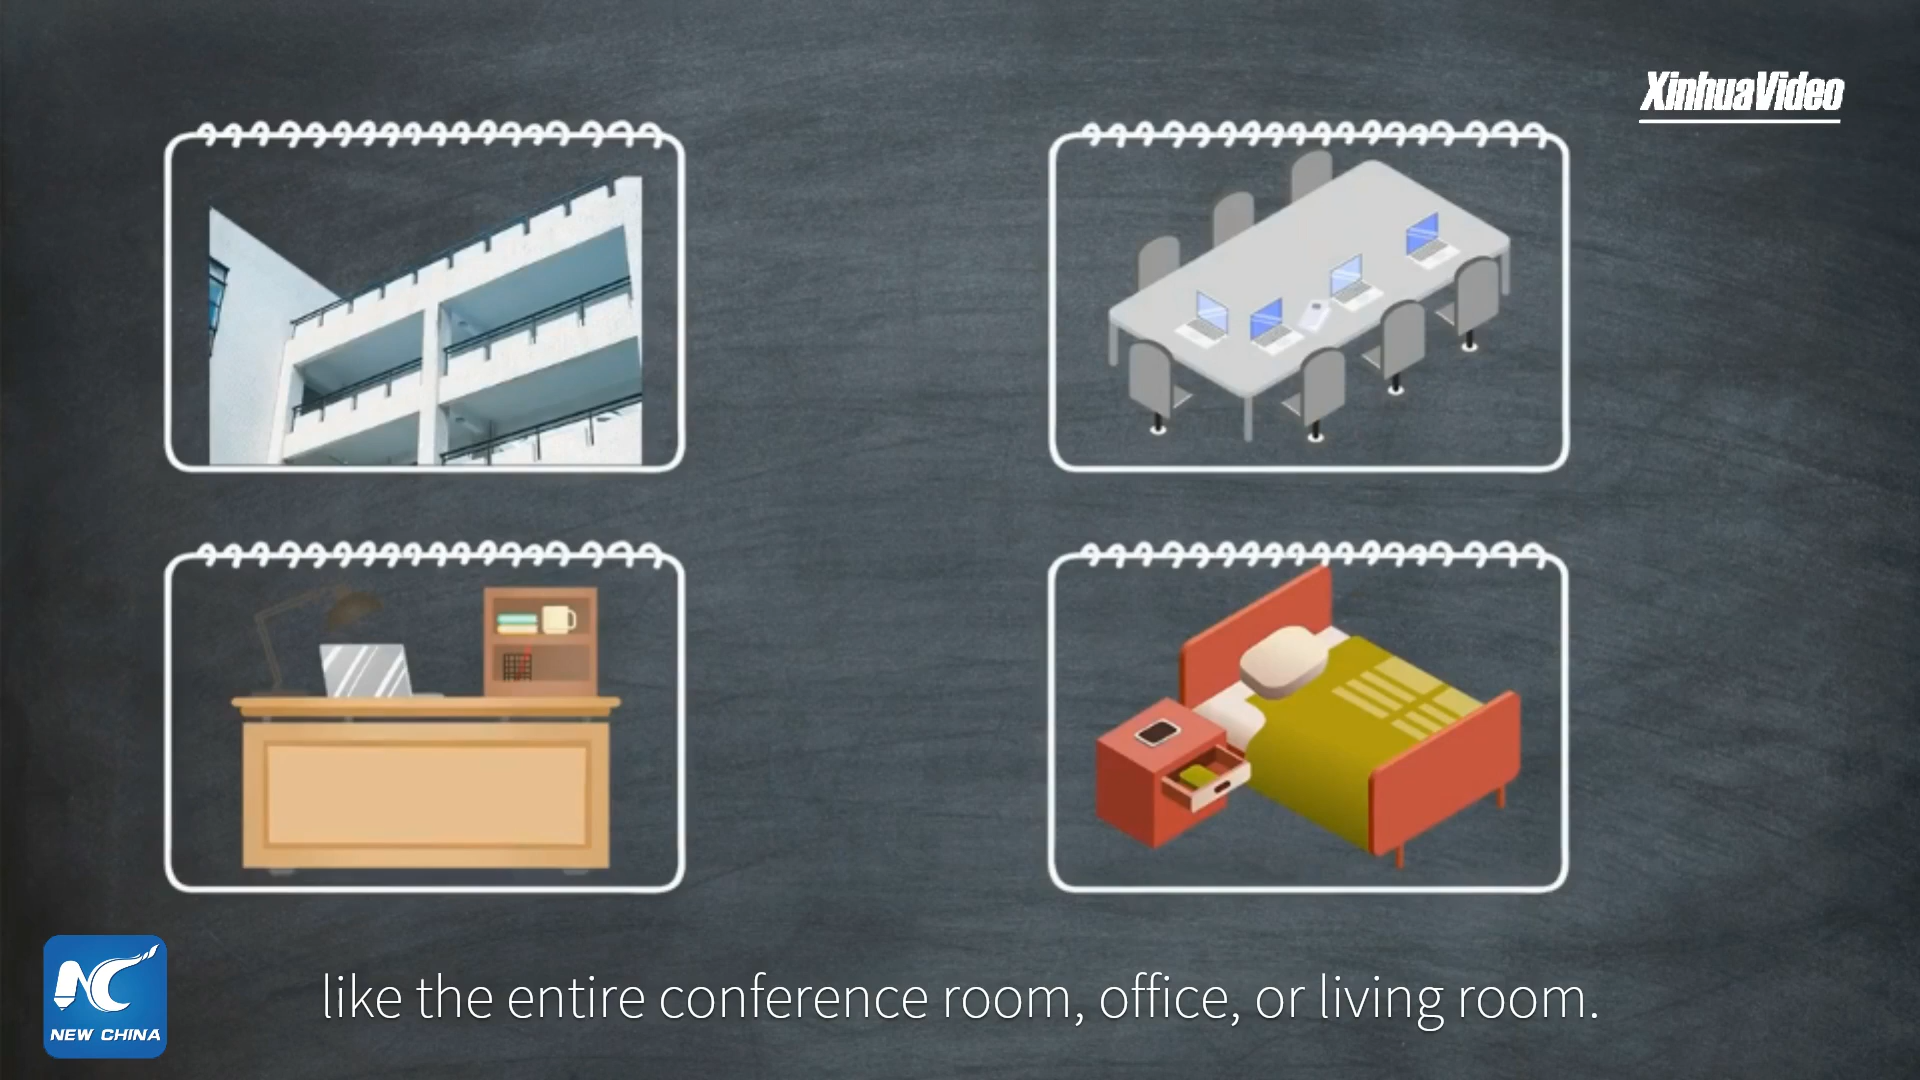 XinhuaVideo
NEW CHINA
like the entire conference room, office, or living room.